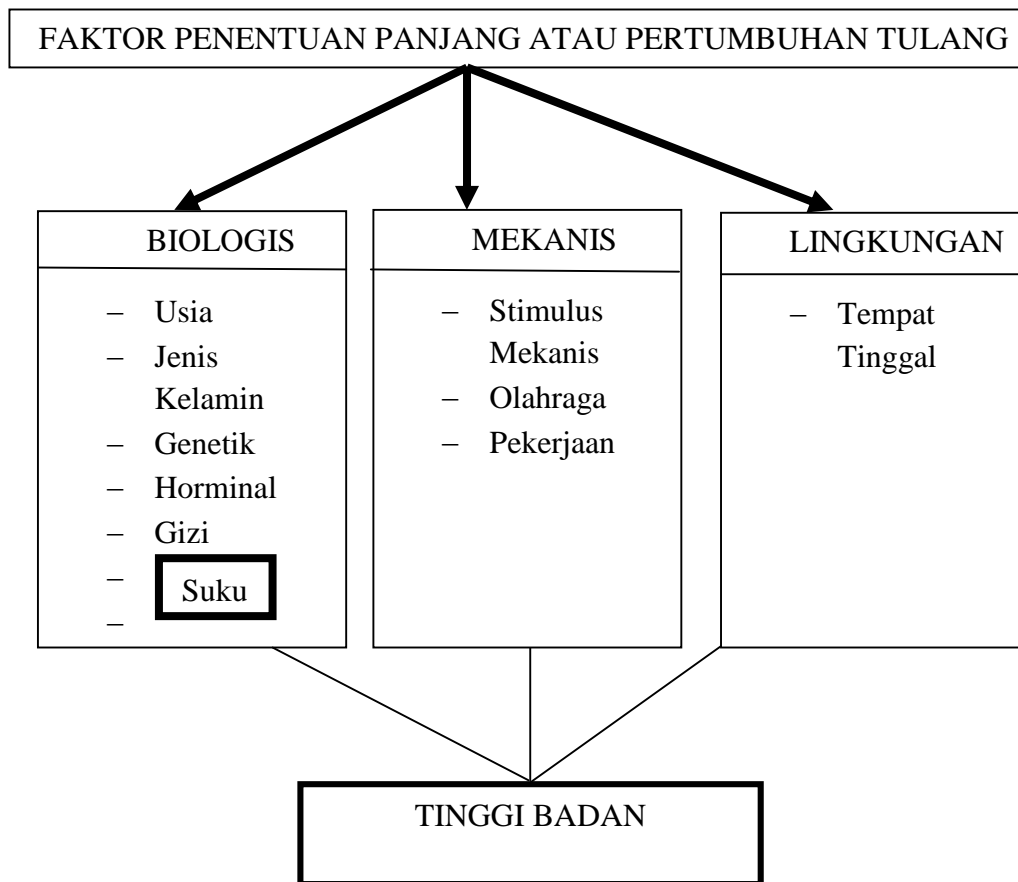 FAKTOR PENENTUAN PANJANG ATAU PERTUMBUHAN TULANG
BIOLOGIS
– Usia
– Jenis
Kelamin
– Genetik
– Horminal
– Gizi
– Suku
–
MEKANIS
– Stimulus
Mekanis
– Olahraga
– Pekerjaan
LINGKUNGAN
– Tempat
Tinggal
TINGGI BADAN